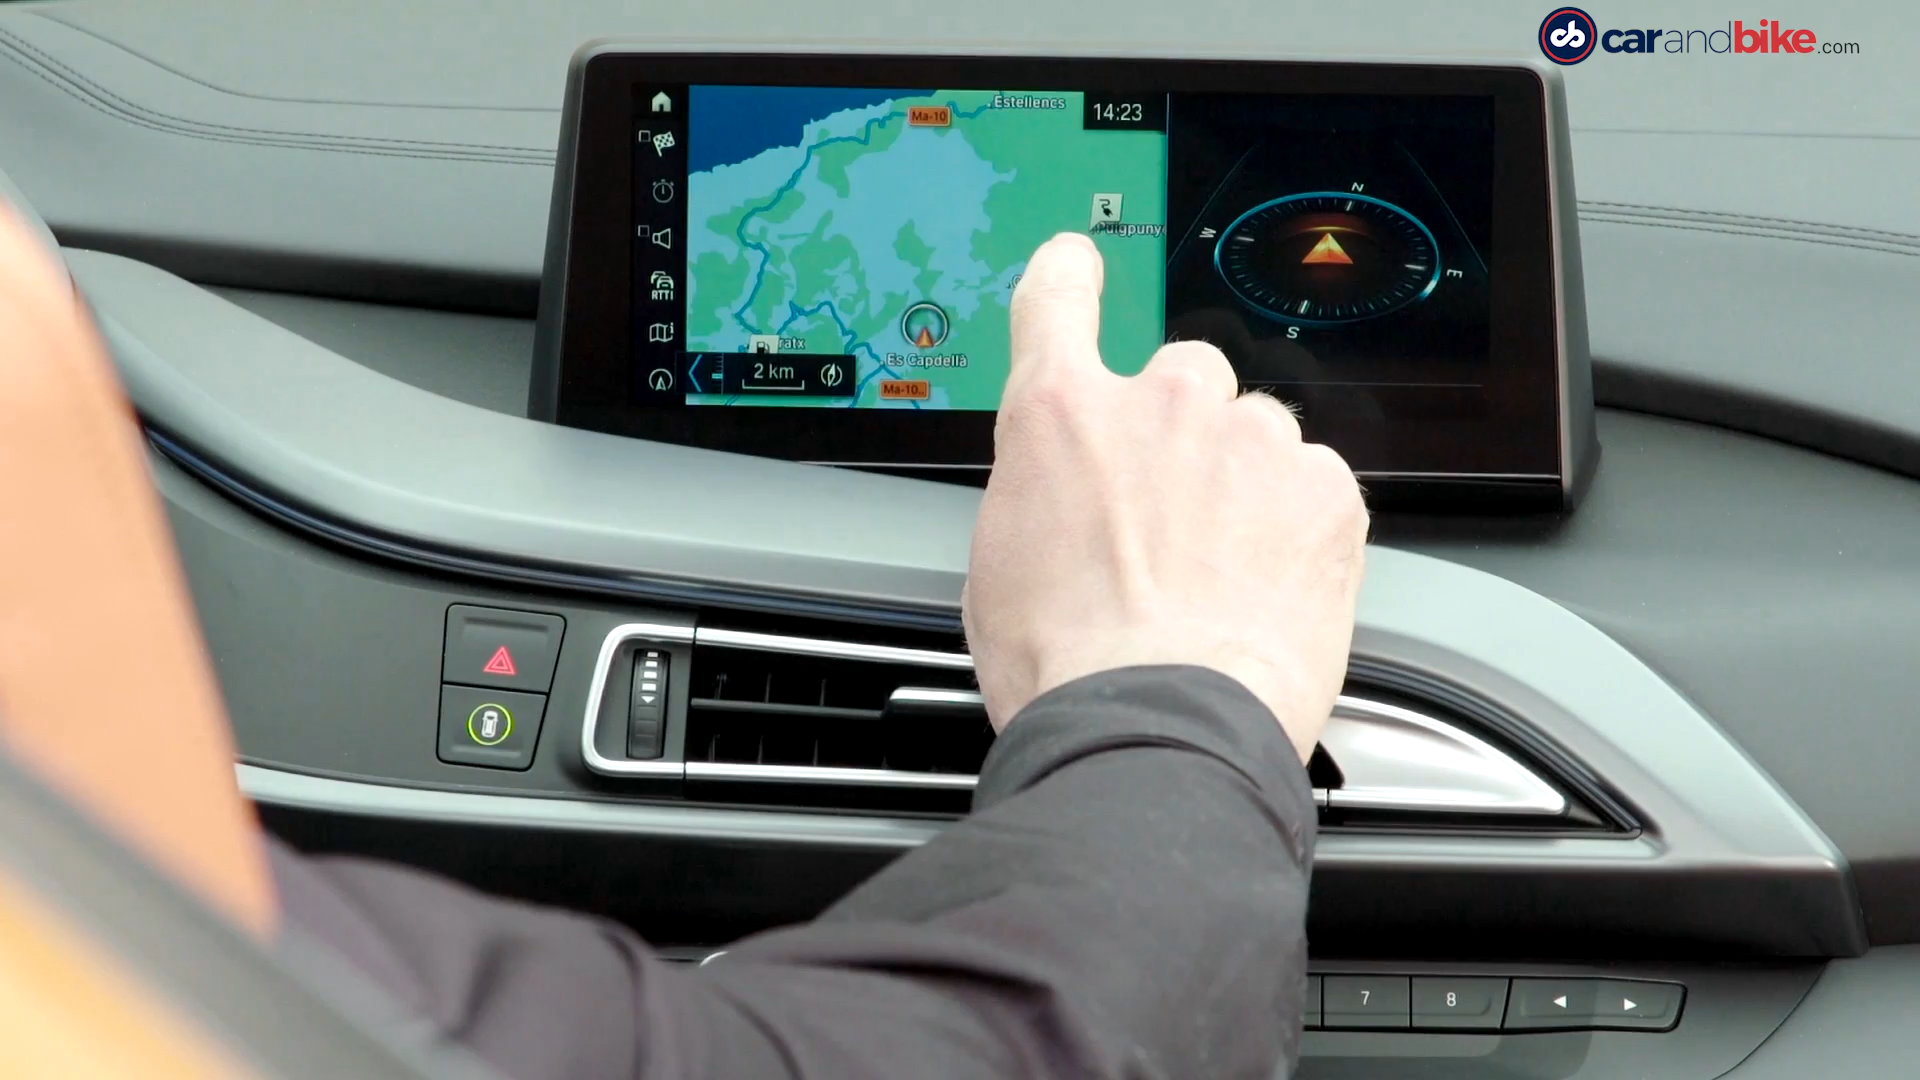 carandbike.com
Estellencs
Ma-10
14:23
N
W
E
S
RTTI
Es Capdellà
2 km
Ma-10..
7
8